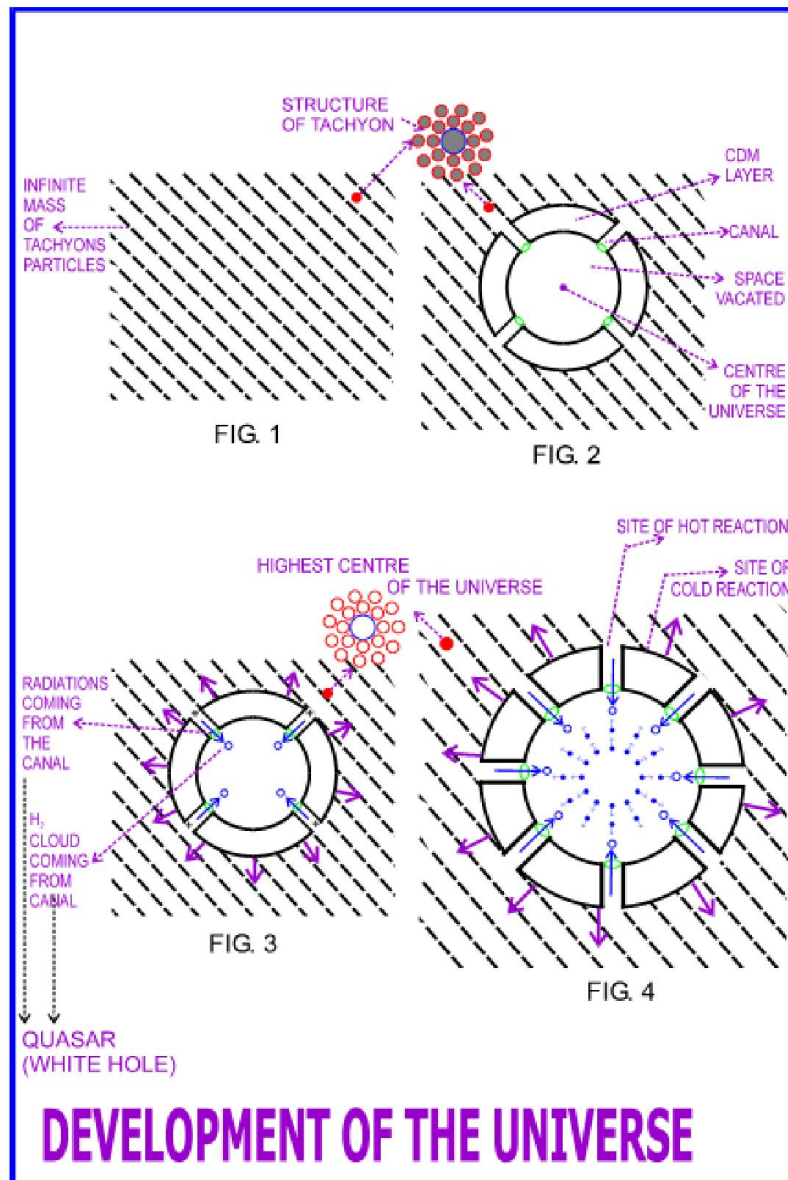 STRUCTURE
OF TACHYON
INFINITE
MASS
OF
TACHYONS
PARTICLES
CDM
LAYER
CANAL
SPACE
VACATED
CENTRE
OF THE
UNIVERSE
FIG. 1
FIG. 2
SITE OF HOT REACTION
SITE OF
COLD REACTION
HIGHEST CENTRE
OF THE UNIVERSE
RADIATIONS
COMING
FROM
THE
CANAL
H₂
CLOUD
COMING
FROM
CANAL
FIG. 3
FIG. 4
QUASAR
(WHITE HOLE)
DEVELOPMENT OF THE UNIVERSE